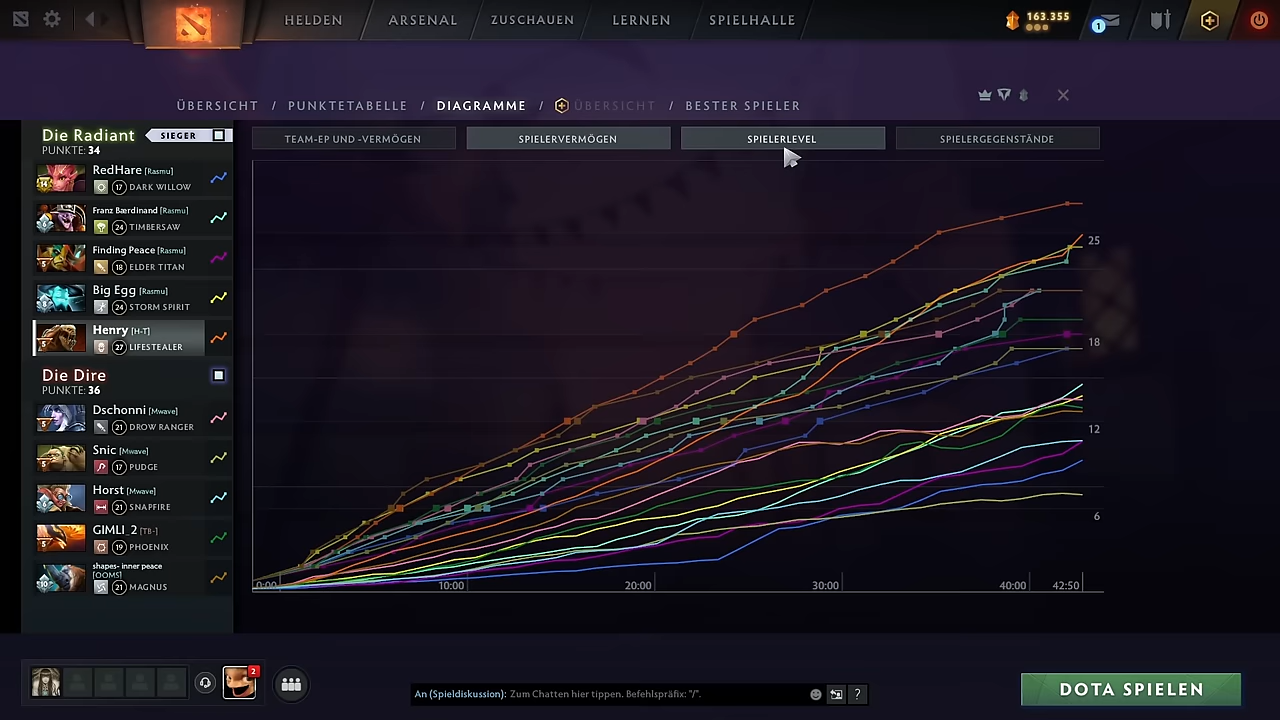 HELDEN
ARSENAL
ZUSCHAUEN
LERNEN
SPIELHALLE
163.355
1
ÜBERSICHT / PUNKTETABELLE / DIAGRAMME / ÜBERSICHT / BESTER SPIELER
TEAM-EP UND -VERMÖGEN
SPIELERVERMÖGEN
SPIELERLEVEL
SPIELERGEGENSTÄNDE
Die Radiant
SIEGER
PUNKTE: 34
RedHare [Rasmu]
17 DARK WILLOW
Franz Bærdinand [Rasmu]
24 TIMBERSAW
Finding Peace [Rasmu]
18 ELDER TITAN
Big Egg [Rasmu]
24 STORM SPIRIT
Henry [H-T]
27 LIFESTEALER
Die Dire
PUNKTE: 36
Dschonni [Mwave]
21 DROW RANGER
Snic [Mwave]
17 PUDGE
Horst [Mwave]
21 SNAPFIRE
GIMLI_2 [TB-]
19 PHOENIX
shapes- inner peace
[OOMS]
21 MAGNUS
25
18
12
6
0:00
10:00
20:00
30:00
40:00
42:50
2
An (Spieldiskussion): Zum Chatten hier tippen. Befehlspräfix: "/".
?
DOTA SPIELEN